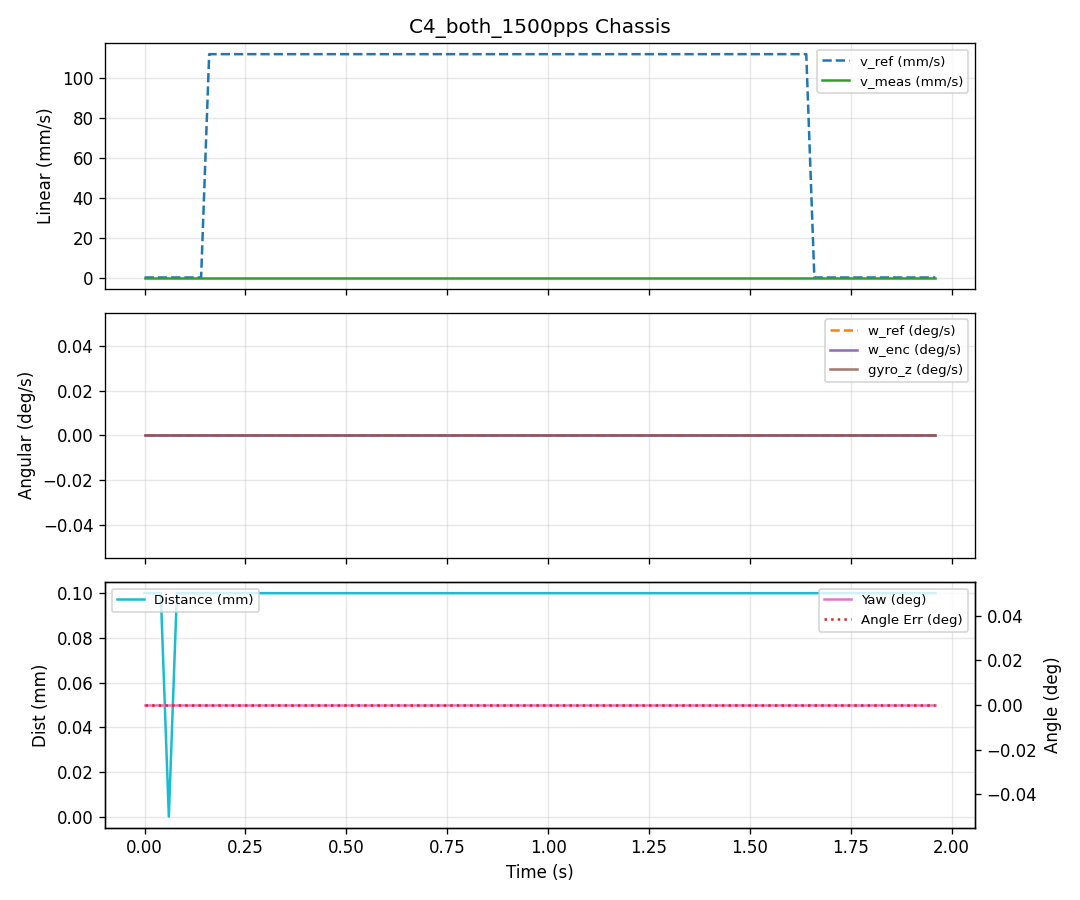 C4_both_1500pps Chassis
Linear (mm/s)
100
80
60
40
20
0
v_ref (mm/s)
v_meas (mm/s)
Angular (deg/s)
0.04
0.02
0.00
−0.02
−0.04
w_ref (deg/s)
w_enc (deg/s)
gyro_z (deg/s)
Dist (mm)
0.10
0.08
0.06
0.04
0.02
0.00
Distance (mm)
Yaw (deg)
Angle Err (deg)
0.04
0.02
0.00
−0.02
−0.04
Angle (deg)
0.00 0.25 0.50 0.75 1.00 1.25 1.50 1.75 2.00
Time (s)